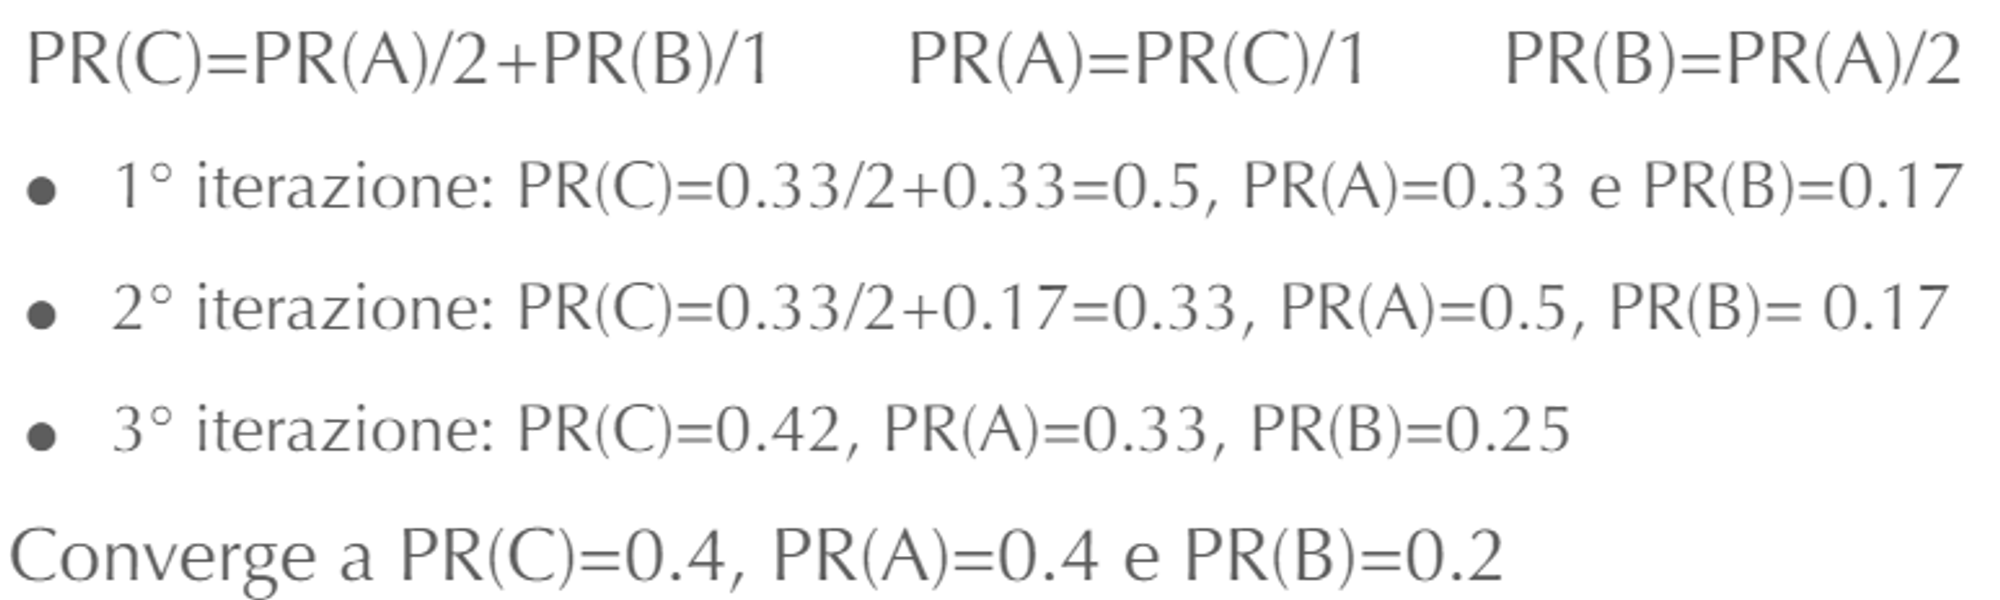 PR(C)=PR(A)/2+PR(B)/1 PR(A)=PR(C)/1 PR(B)=PR(A)/2
• 1° iterazione: PR(C)=0.33/2+0.33=0.5, PR(A)=0.33 e PR(B)=0.17
• 2° iterazione: PR(C)=0.33/2+0.17=0.33, PR(A)=0.5, PR(B)= 0.17
• 3° iterazione: PR(C)=0.42, PR(A)=0.33, PR(B)=0.25
Converge a PR(C)=0.4, PR(A)=0.4 e PR(B)=0.2